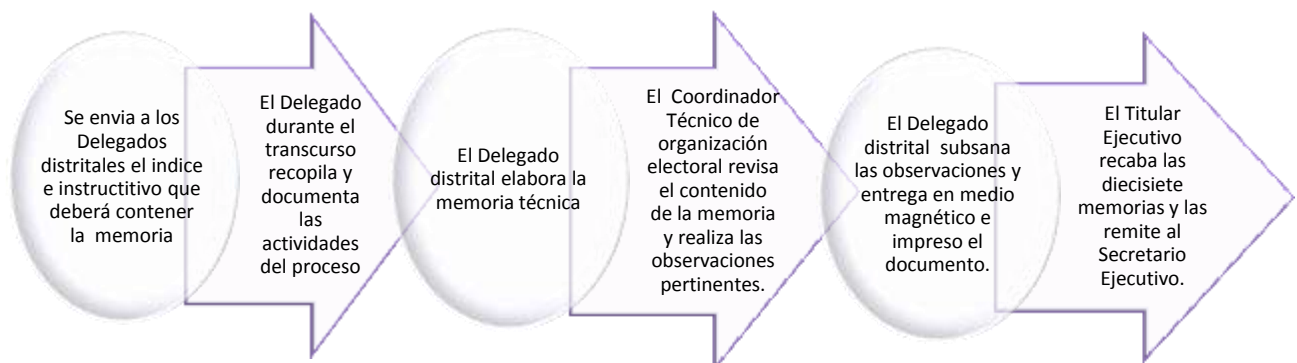 Se envia a los
Delegados
distritales el indice
e instructitivo que
deberá contener
la memoria
El Delegado
durante el
transcurso
recopila y
documenta
las
actividades
del proceso
El Delegado
distrital elabora la
memoria técnica
El Coordinador
Técnico de
organización
electoral revisa
el contenido
de la memoria
y realiza las
observaciones
pertinentes.
El Delegado
distrital subsana
las observaciones y
entrega en medio
magnético e
impreso el
documento.
El Titular
Ejecutivo
recaba las
diecisiete
memorias y las
remite al
Secretario
Ejecutivo.